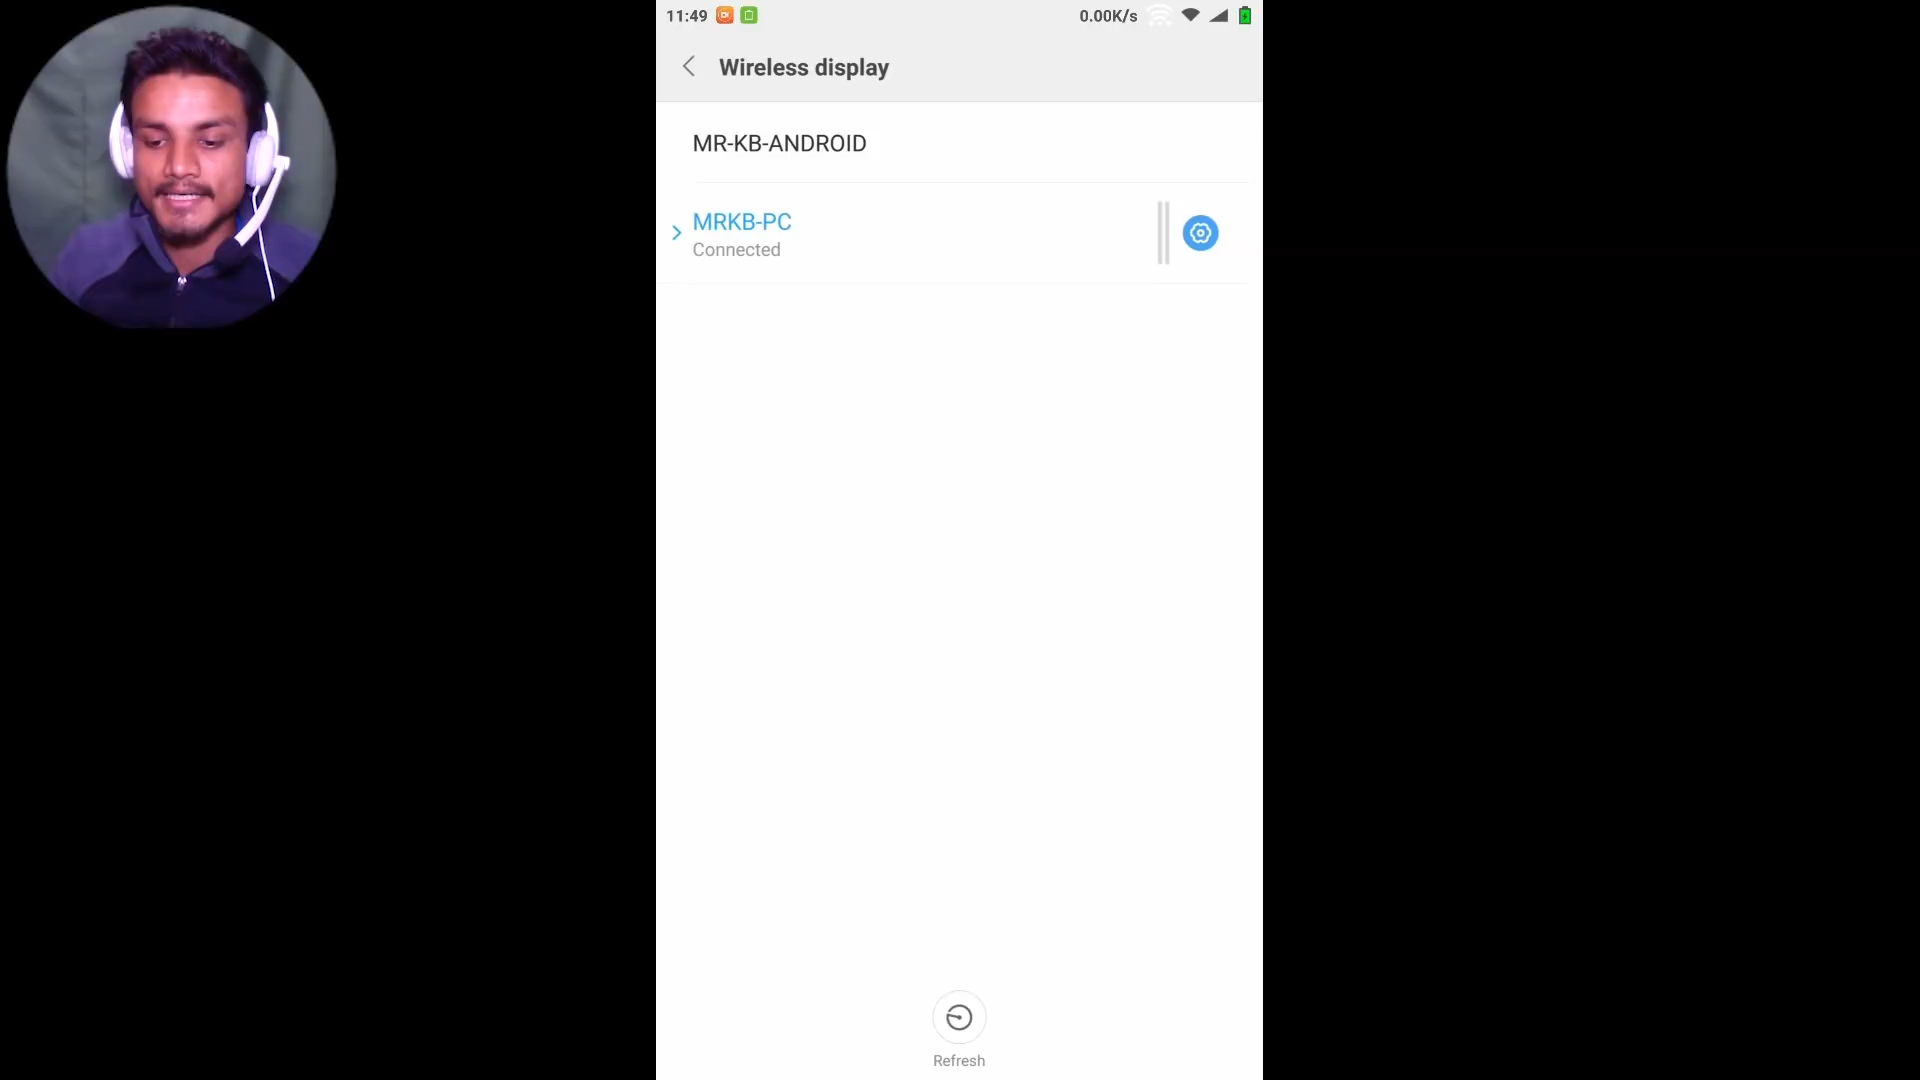 11:49
0.00K/s
Wireless display
MR-KB-ANDROID
MRKB-PC
Connected
Refresh